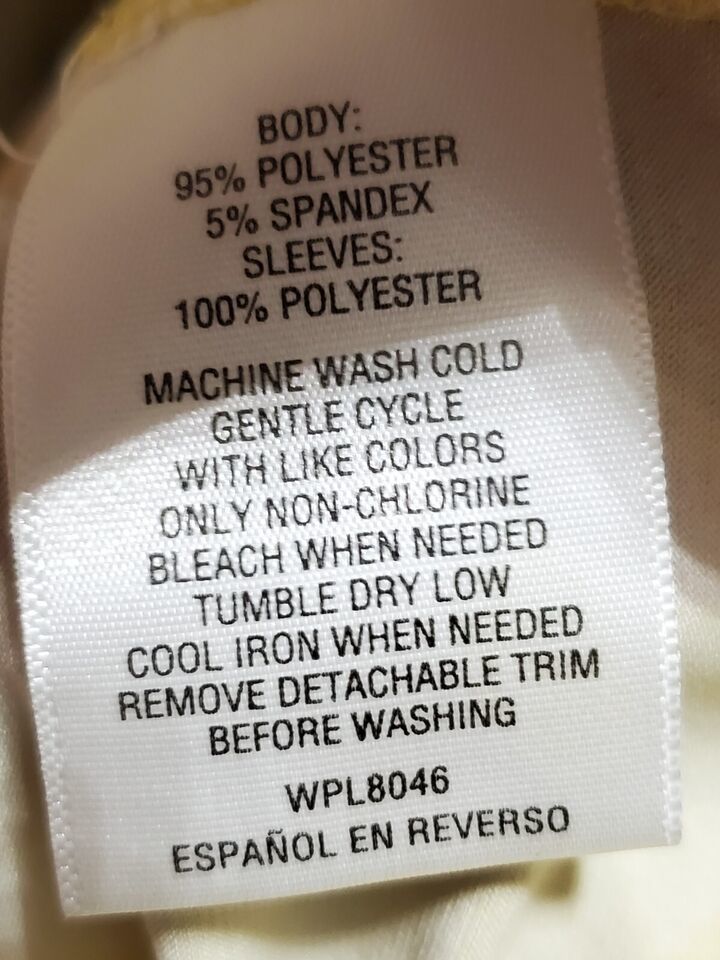 BODY:
95% POLYESTER
5% SPANDEX
SLEEVES:
100% POLYESTER
MACHINE WASH COLD
GENTLE CYCLE
WITH LIKE COLORS
ONLY NON-CHLORINE
BLEACH WHEN NEEDED
TUMBLE DRY LOW
COOL IRON WHEN NEEDED
REMOVE DETACHABLE TRIM
BEFORE WASHING
WPL8046
ESPAÑOL EN REVERSO